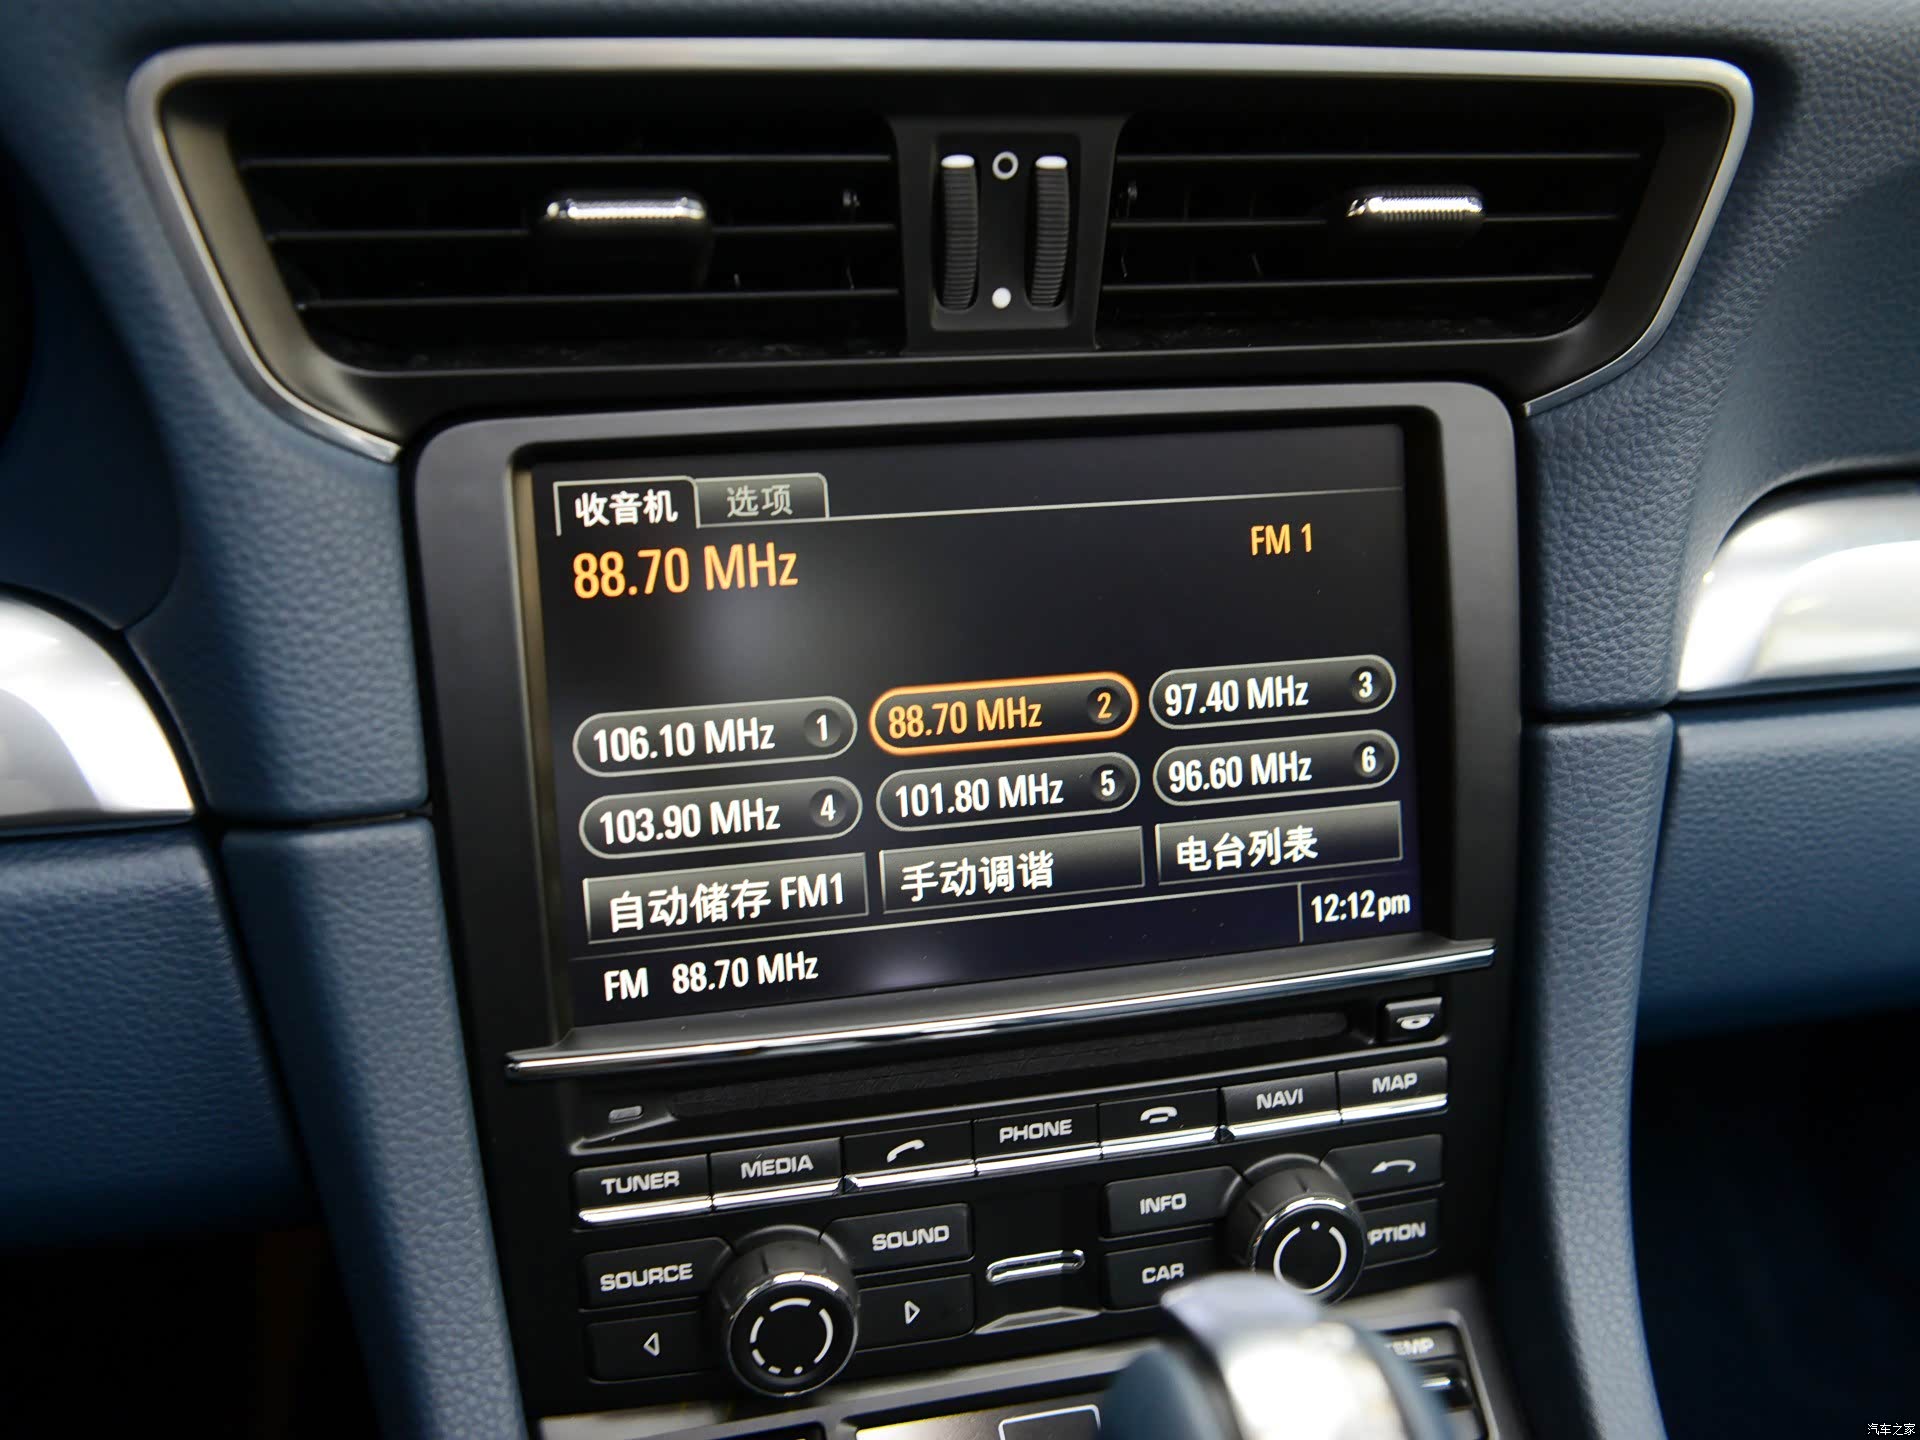 收音机 选项
88.70 MHz FM 1
106.10 MHz 1 88.70 MHz 2 97.40 MHz 3
103.90 MHz 4 101.80 MHz 5 96.60 MHz 6
自动储存 FM1 手动调谐 电台列表
FM 88.70 MHz 12:12pm
TUNER MEDIA PHONE NAVI MAP
SOURCE SOUND INFO PTION
CAR
TEMP
汽车之家